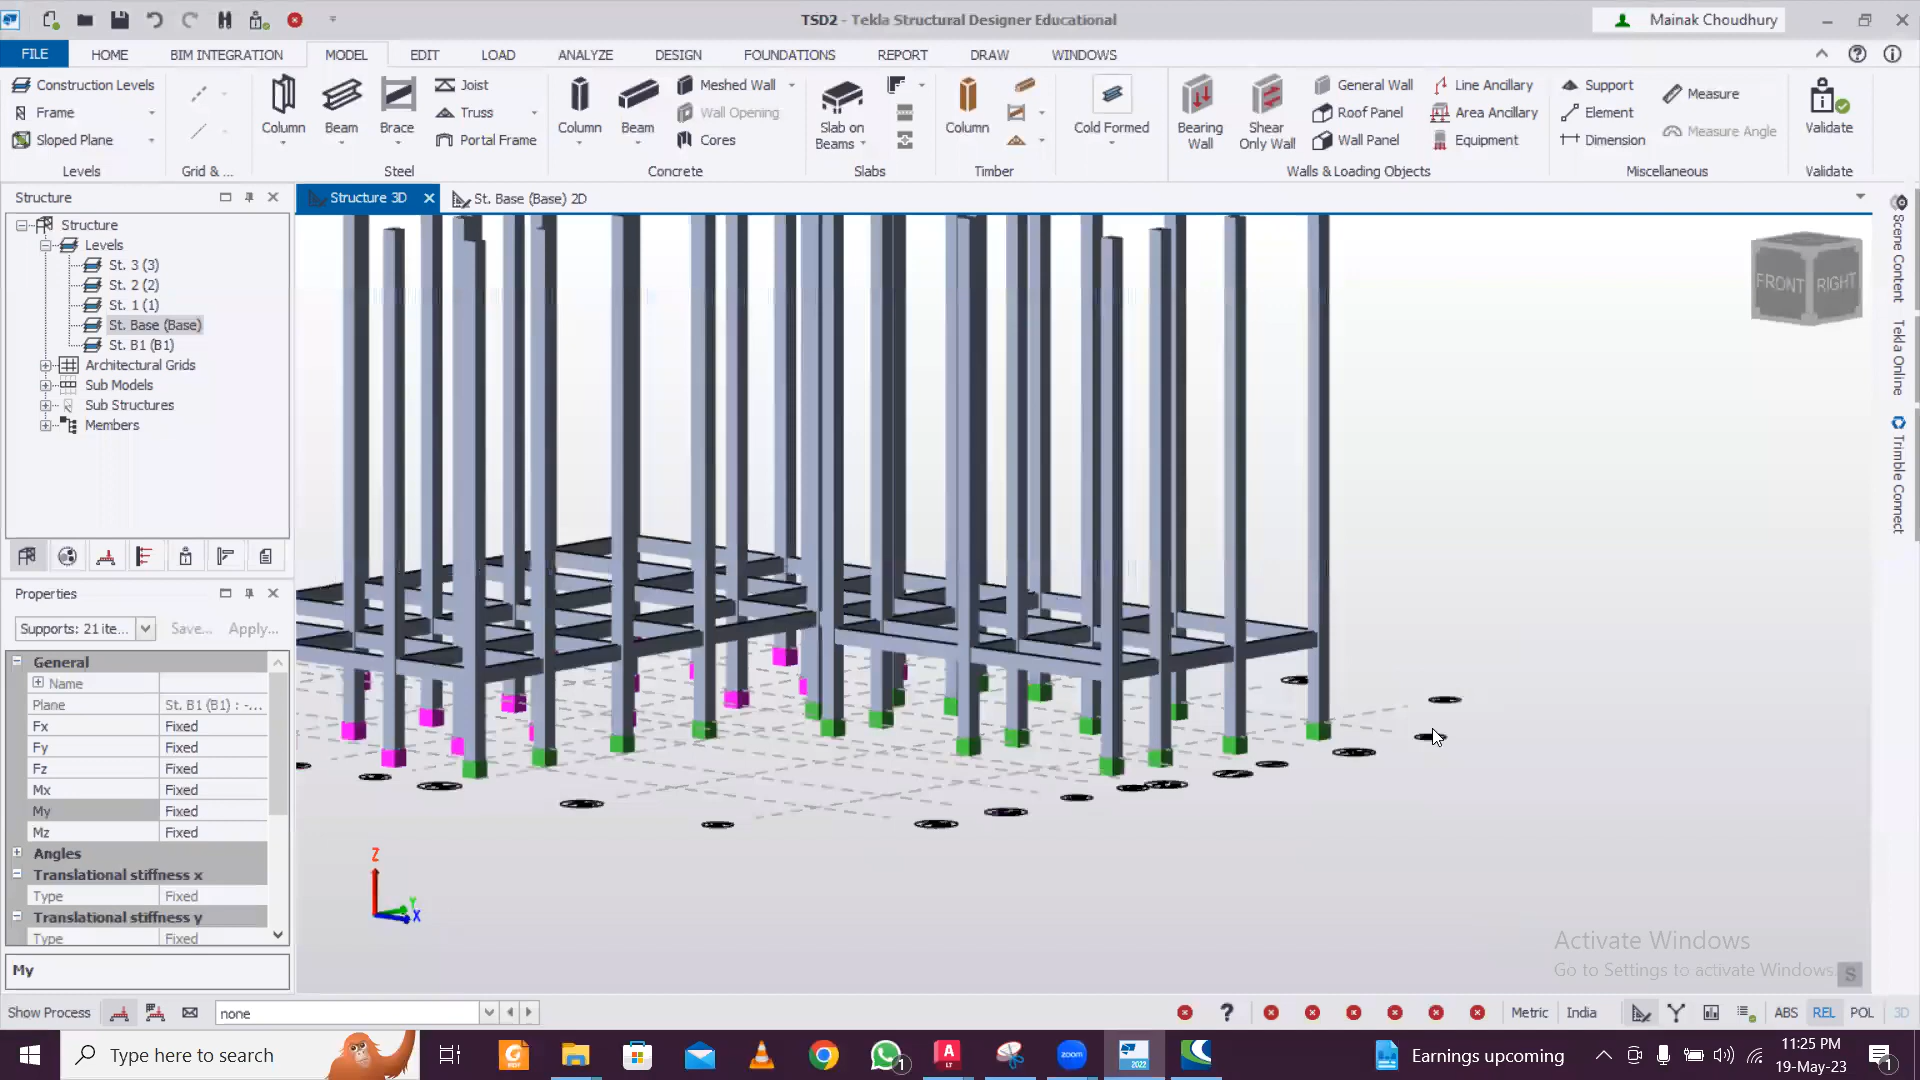 TSD2 - Tekla Structural Designer Educational
Mainak Choudhury
FILE HOME BIM INTEGRATION MODEL EDIT LOAD ANALYZE DESIGN FOUNDATIONS REPORT DRAW WINDOWS
Construction Levels
Frame
Sloped Plane
Levels
Grid & ...
Column Beam Brace
Joist
Truss
Portal Frame
Steel
Column Beam
Meshed Wall
Wall Opening
Cores
Concrete
Slab on
Beams
Slabs
Column
Timber
Cold Formed
Bearing
Wall
Shear
Only Wall
General Wall
Roof Panel
Wall Panel
Line Ancillary
Area Ancillary
Equipment
Walls & Loading Objects
Support
Element
Dimension
Measure
Measure Angle
Miscellaneous
Validate
Validate
Structure
Structure
Levels
St. 3 (3)
St. 2 (2)
St. 1 (1)
St. Base (Base)
St. B1 (B1)
Architectural Grids
Sub Models
Sub Structures
Members
Structure 3D
St. Base (Base) 2D
FRONT RIGHT
Scene Content
Tekla Online
Trimble Connect
Properties
Supports: 21 ite...
Save... Apply...
General
Name
Plane St. B1 (B1) : -...
Fx Fixed
Fy Fixed
Fz Fixed
Mx Fixed
My Fixed
Mz Fixed
Angles
Translational stiffness x
Type Fixed
Translational stiffness y
Type Fixed
My
Z
Y
X
Activate Windows
Go to Settings to activate Windows.
S
Show Process
none
Metric India ABS REL POL 3D
Type here to search
zoom
2022
1
A
LT
Earnings upcoming
11:25 PM
19-May-23
1